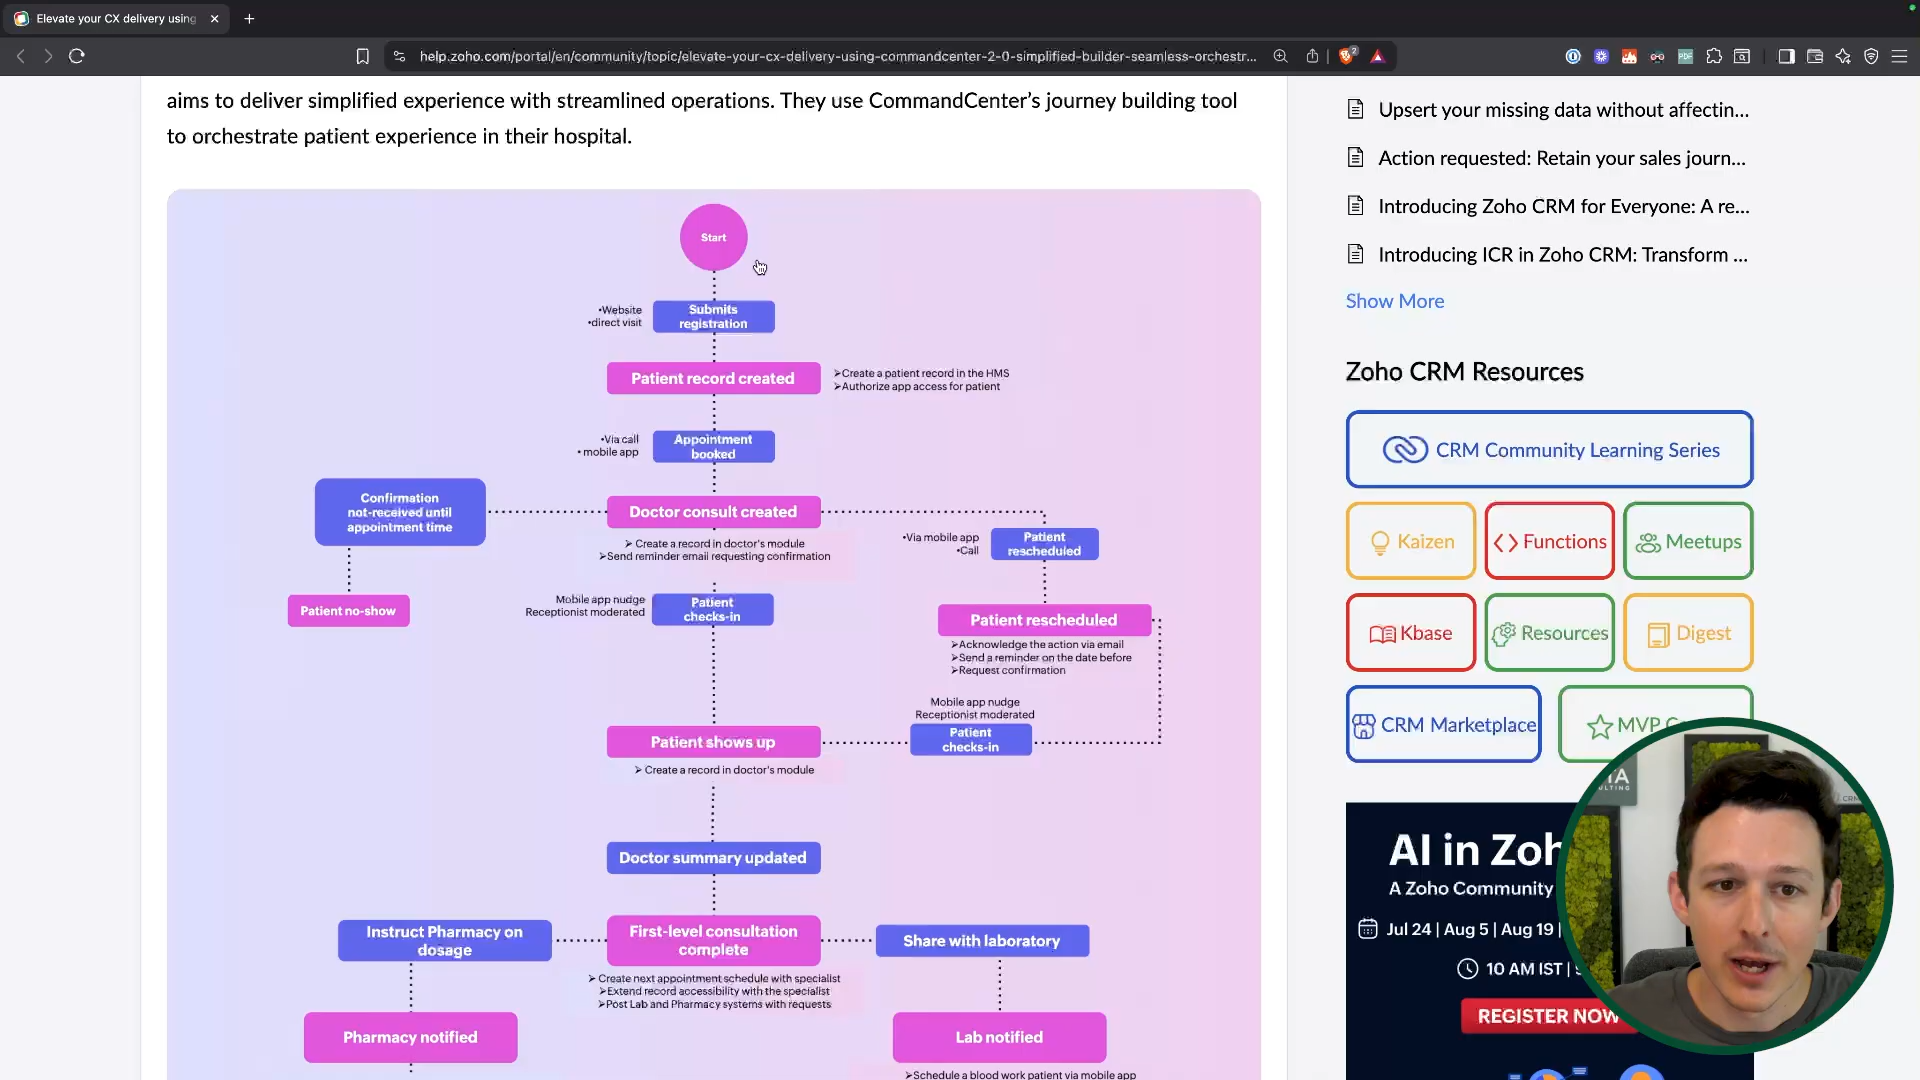 Elevate your CX delivery using
help.zoho.com/portal/en/community/topic/elevate-your-cx-delivery-using-commandcenter-2-0-simplified-builder-seamless-orchestr...
2
aims to deliver simplified experience with streamlined operations. They use CommandCenter's journey building tool
to orchestrate patient experience in their hospital.
Start
•Website
•direct visit
Submits
registration
Patient record created
➢Create a patient record in the HMS
➢Authorize app access for patient
•Via call
• mobile app
Appointment
booked
Confirmation
not-received until
appointment time
Doctor consult created
➢ Create a record in doctor's module
➢Send reminder email requesting confirmation
•Via mobile app
•Call
Patient
rescheduled
Patient no-show
Mobile app nudge
Receptionist moderated
Patient
checks-in
Patient rescheduled
➢Acknowledge the action via email
➢Send a reminder on the date before
➢Request confirmation
Mobile app nudge
Receptionist moderated
Patient
checks-in
Patient shows up
➢ Create a record in doctor's module
Doctor summary updated
Instruct Pharmacy on
dosage
First-level consultation
complete
Share with laboratory
➢ Create next appointment schedule with specialist
➢Extend record accessibility with the specialist
➢Post Lab and Pharmacy systems with requests
Pharmacy notified
Lab notified
➢Schedule a blood work patient via mobile app
Upsert your missing data without affectin...
Action requested: Retain your sales journ...
Introducing Zoho CRM for Everyone: A re...
Introducing ICR in Zoho CRM: Transform ...
Show More
Zoho CRM Resources
CRM Community Learning Series
Kaizen
Functions
Meetups
Kbase
Resources
Digest
CRM Marketplace
MVP
AI in Zoh
A Zoho Community
Jul 24 | Aug 5 | Aug 19 |
10 AM IST |
REGISTER NOW